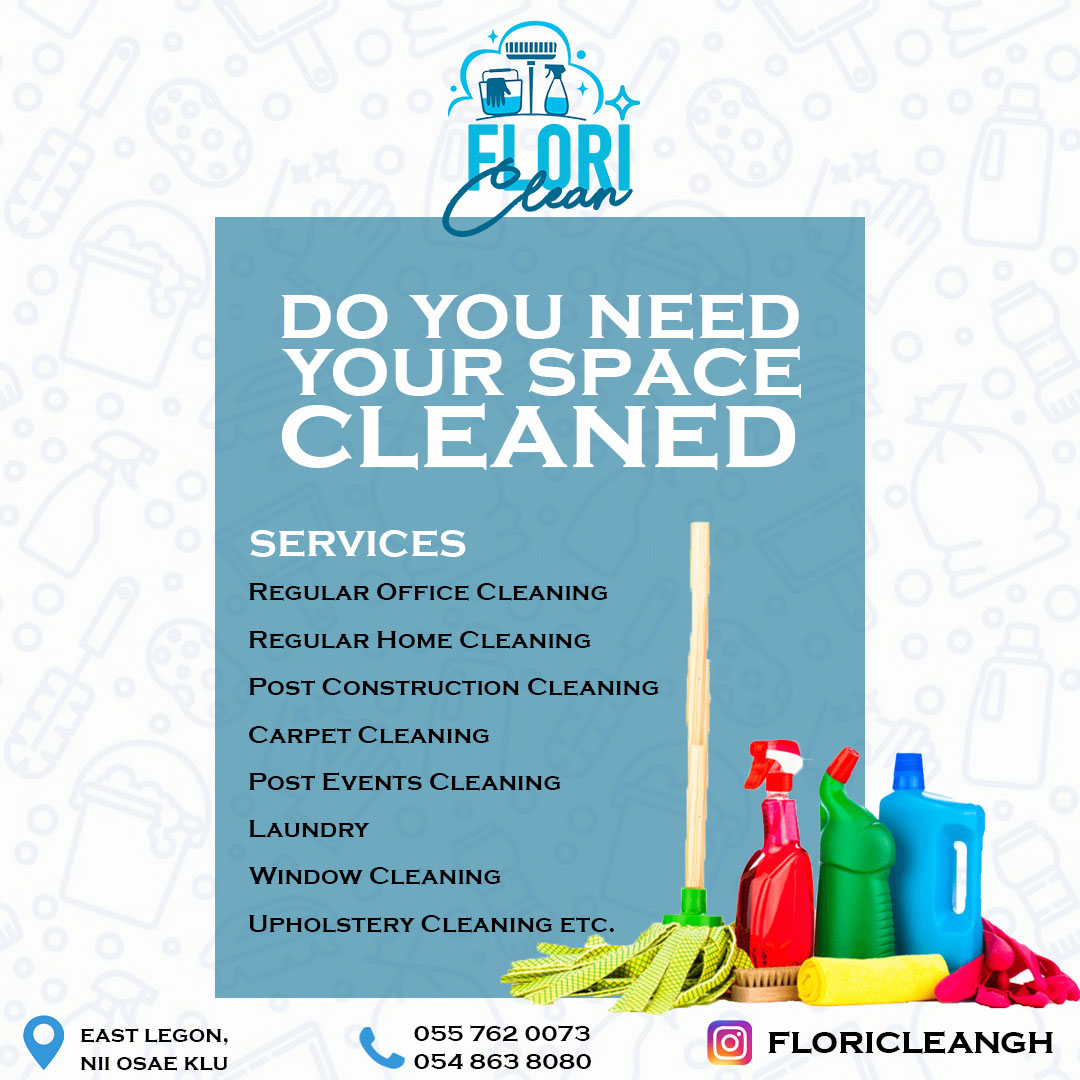 FLORI
Clean
DO YOU NEED
YOUR SPACE
CLEANED
SERVICES
REGULAR OFFICE CLEANING
REGULAR HOME CLEANING
POST CONSTRUCTION CLEANING
CARPET CLEANING
POST EVENTS CLEANING
LAUNDRY
WINDOW CLEANING
UPHOLSTERY CLEANING ETC.
EAST LEGON,
NII OSAE KLU
055 762 0073
054 863 8080
FLORICLEANGH